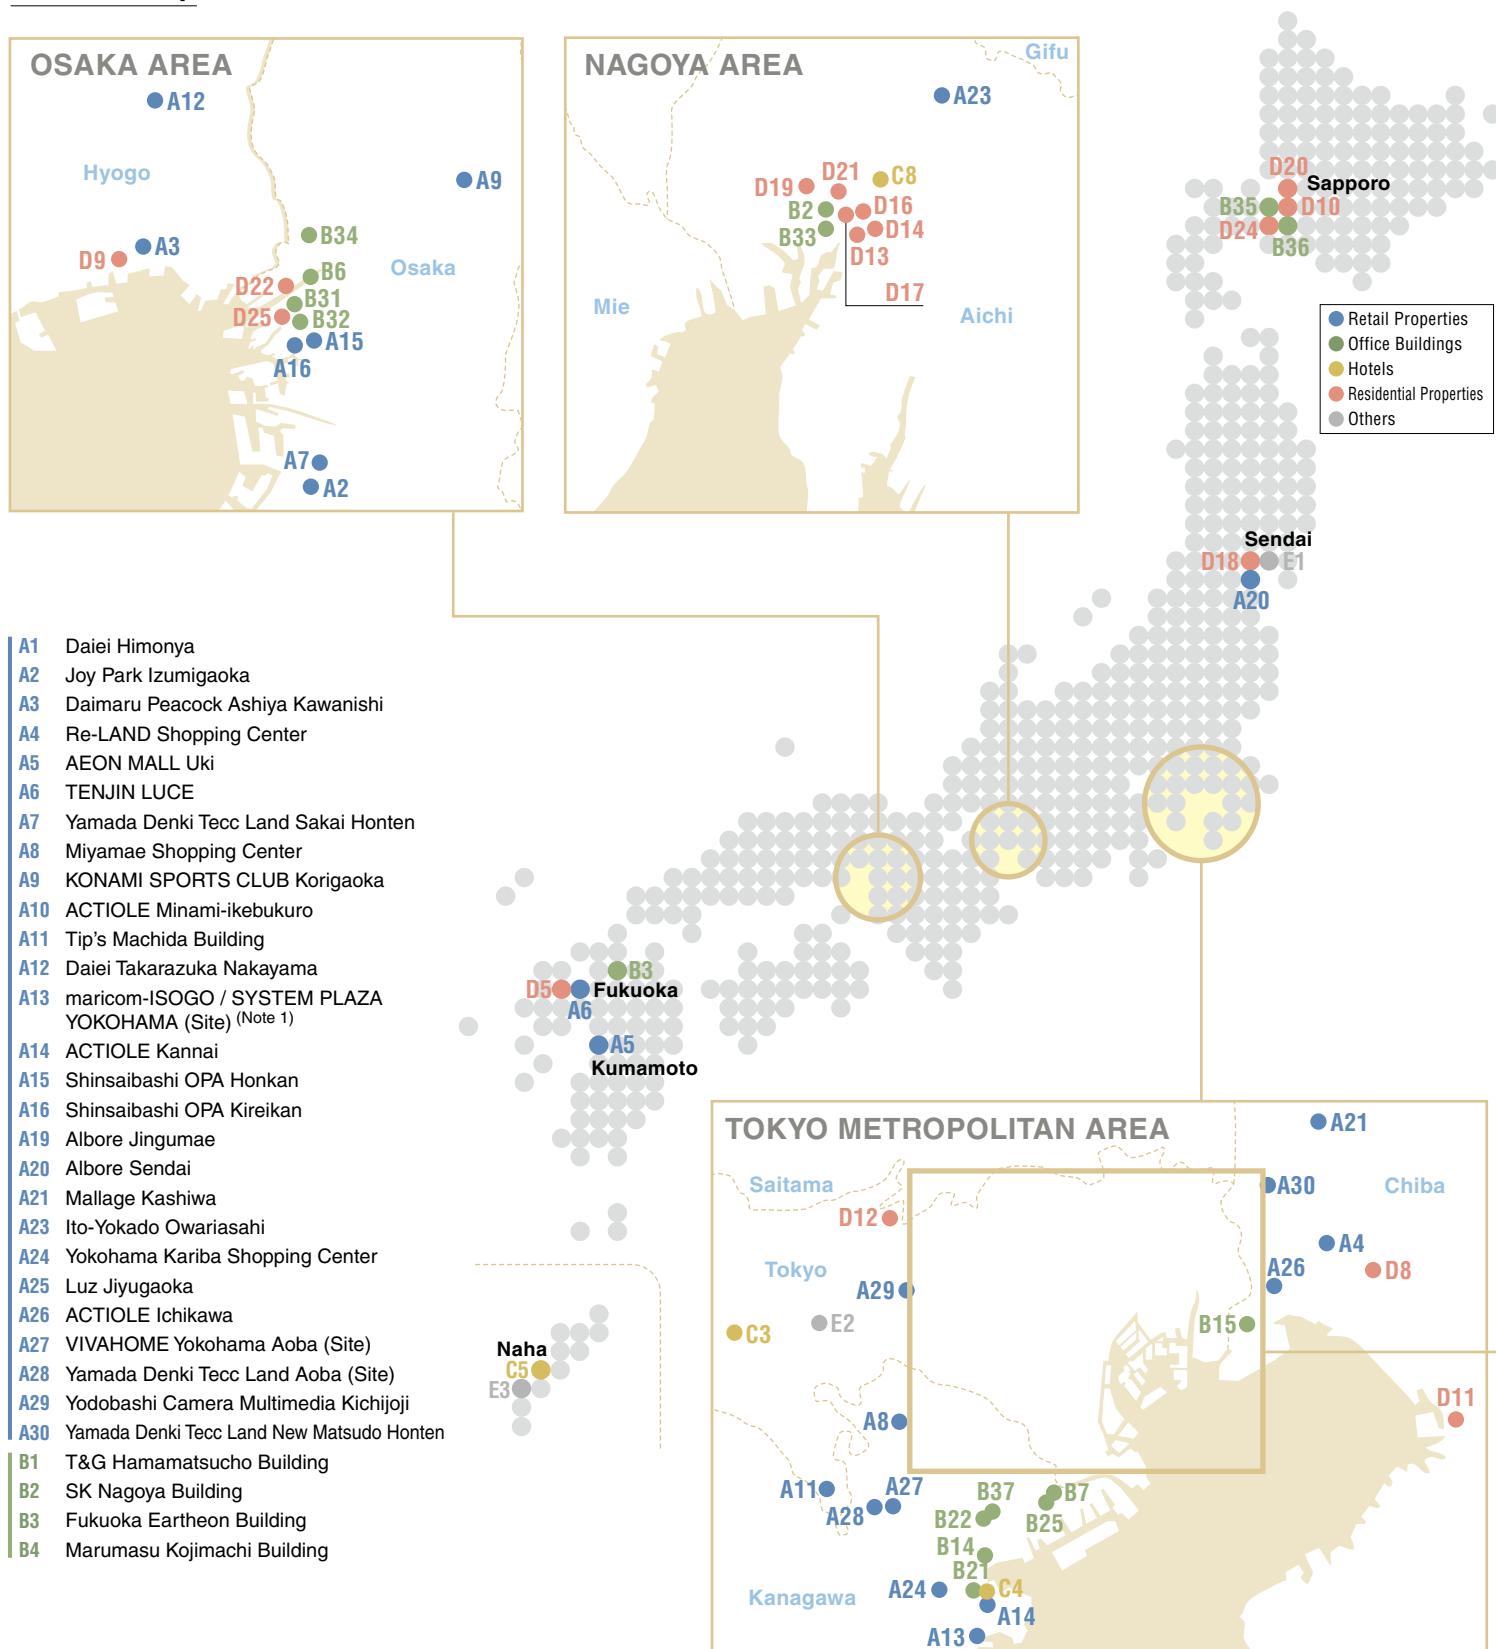 OSAKA AREA
A12
Hyogo
A9
B34
A3
D9
Osaka
B6
D22
B31
D25
B32
A15
A16
A7
A2
NAGOYA AREA
Gifu
A23
D21
C8
D19
B2
D16
D14
B33
D13
D17
Mie
Aichi
D20
Sapporo
B35
D10
D24
B36
Retail Properties
Office Buildings
Hotels
Residential Properties
Others
Sendai
D18
E1
A20
A1 Daiei Himonya
A2 Joy Park Izumigaoka
A3 Daimaru Peacock Ashiya Kawanishi
A4 Re-LAND Shopping Center
A5 AEON MALL Uki
A6 TENJIN LUCE
A7 Yamada Denki Tecc Land Sakai Honten
A8 Miyamae Shopping Center
A9 KONAMI SPORTS CLUB Korigaoka
A10 ACTIOLE Minami-ikebukuro
A11 Tip's Machida Building
A12 Daiei Takarazuka Nakayama
A13 maricom-ISOGO / SYSTEM PLAZA
YOKOHAMA (Site) (Note 1)
A14 ACTIOLE Kannai
A15 Shinsaibashi OPA Honkan
A16 Shinsaibashi OPA Kireikan
A19 Albore Jingumae
A20 Albore Sendai
A21 Mallage Kashiwa
A23 Ito-Yokado Owariasahi
A24 Yokohama Kariba Shopping Center
A25 Luz Jiyugaoka
A26 ACTIOLE Ichikawa
A27 VIVAHOME Yokohama Aoba (Site)
A28 Yamada Denki Tecc Land Aoba (Site)
A29 Yodobashi Camera Multimedia Kichijoji
A30 Yamada Denki Tecc Land New Matsudo Honten
B1 T&G Hamamatsucho Building
B2 SK Nagoya Building
B3 Fukuoka Eartheon Building
B4 Marumasu Kojimachi Building
B3
D5
Fukuoka
A6
A5
Kumamoto
Naha
C5
E3
TOKYO METROPOLITAN AREA
A21
Saitama
A30
Chiba
D12
A4
Tokyo
A26
D8
A29
E2
C3
B15
D11
A8
A11
A27
A28
B37
B7
B22
B25
B14
B21
A24
C4
Kanagawa
A14
A13